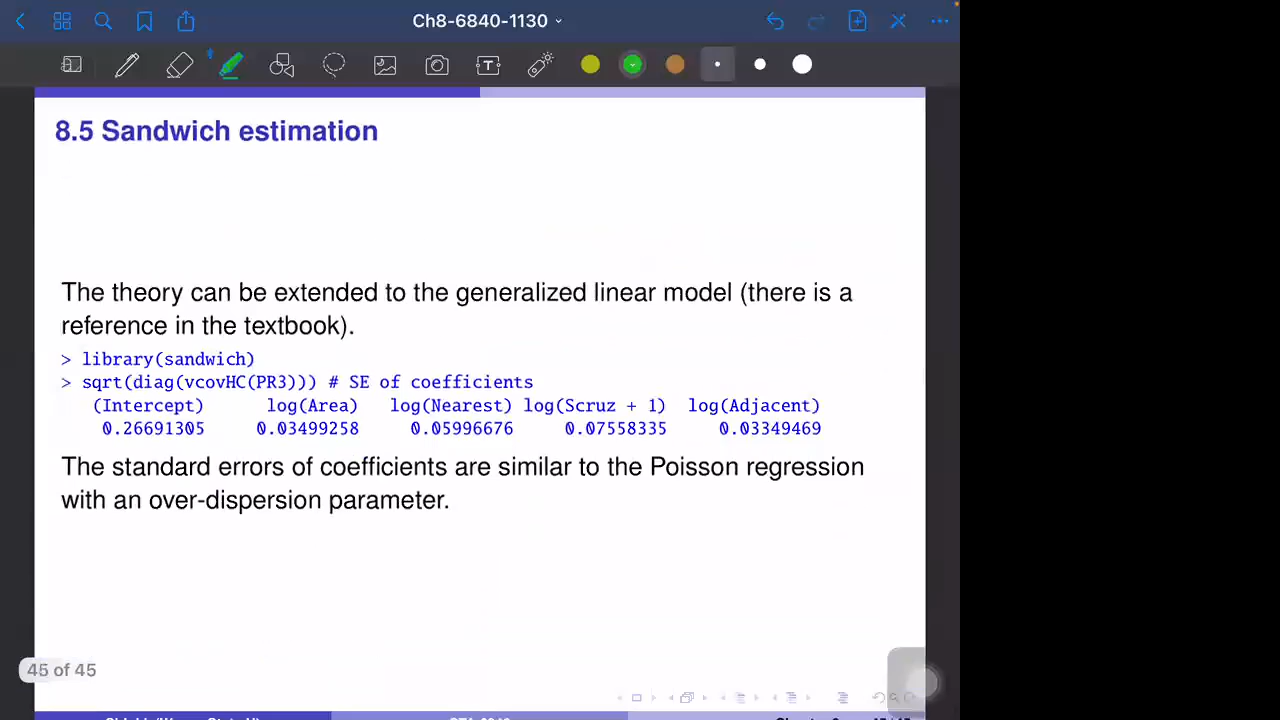 Ch8-6840-1130
T
8.5 Sandwich estimation
The theory can be extended to the generalized linear model (there is a
reference in the textbook).
> library(sandwich)
> sqrt(diag(vcovHC(PR3))) # SE of coefficients
(Intercept) log(Area) log(Nearest) log(Scruz + 1) log(Adjacent)
0.26691305 0.03499258 0.05996676 0.07558335 0.03349469
The standard errors of coefficients are similar to the Poisson regression
with an over-dispersion parameter.
45 of 45